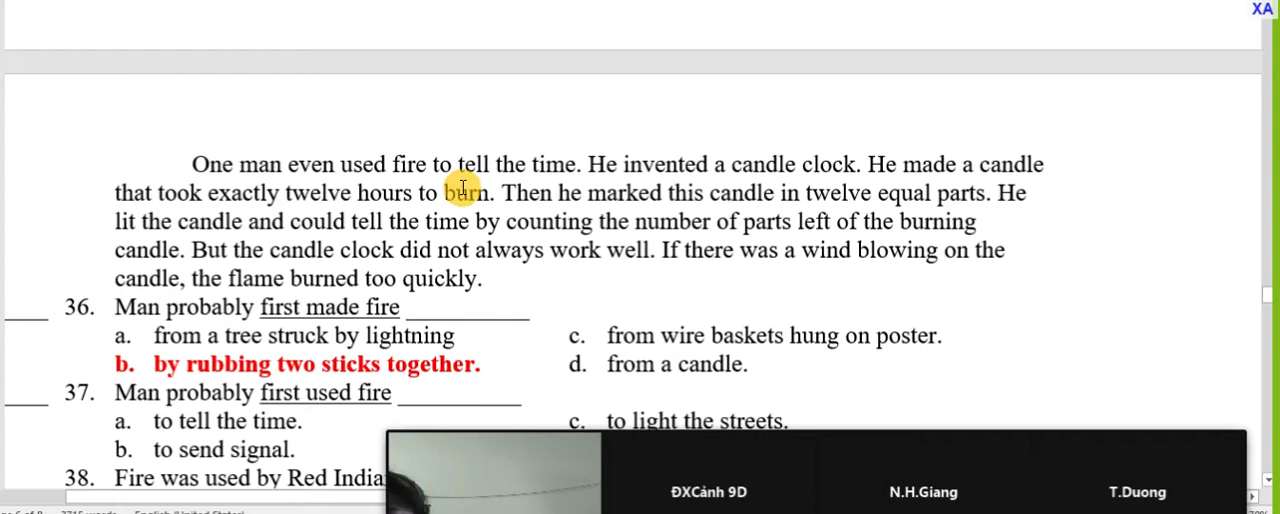 XA
One man even used fire to tell the time. He invented a candle clock. He made a candle
that took exactly twelve hours to burn. Then he marked this candle in twelve equal parts. He
lit the candle and could tell the time by counting the number of parts left of the burning
candle. But the candle clock did not always work well. If there was a wind blowing on the
candle, the flame burned too quickly.
_____ 36. Man probably first made fire ___________
a. from a tree struck by lightning c. from wire baskets hung on poster.
b. by rubbing two sticks together. d. from a candle.
_____ 37. Man probably first used fire ___________
a. to tell the time. c. to light the streets.
b. to send signal.
38. Fire was used by Red India
ĐXCảnh 9D N.H.Giang T.Duong